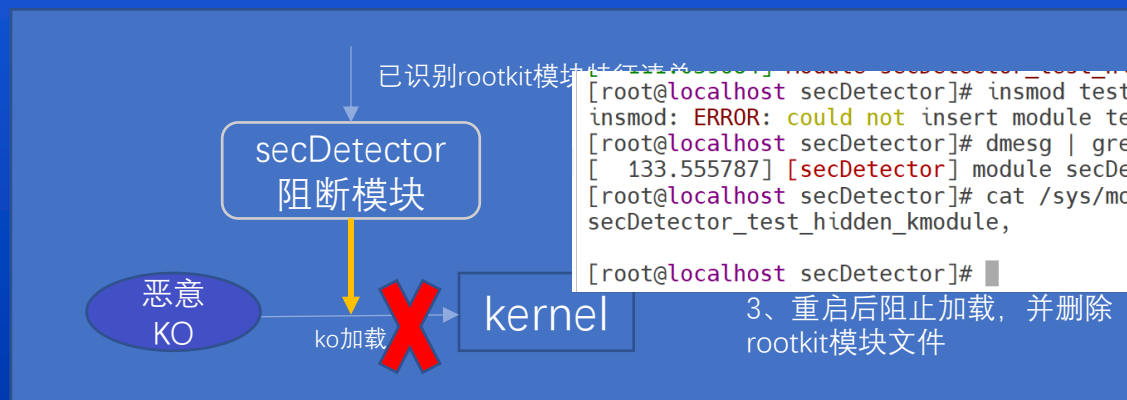 已识别rootkit模块特征清单
secDetector
阻断模块
恶意
KO
ko加载
kernel
[root@localhost secDetector]# insmod test
insmod: ERROR: could not insert module te
[root@localhost secDetector]# dmesg | gre
[  133.555787] [secDetector] module secDe
[root@localhost secDetector]# cat /sys/mo
secDetector_test_hidden_kmodule,
[root@localhost secDetector]#
3、重启后阻止加载，并删除
rootkit模块文件